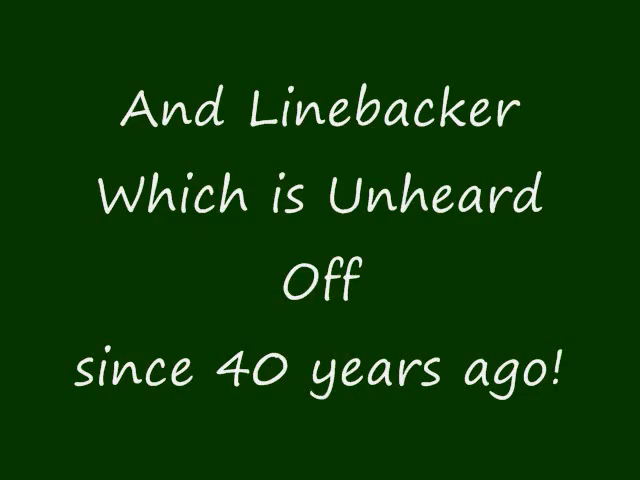 And Linebacker
Which is Unheard
Off
since 40 years ago!